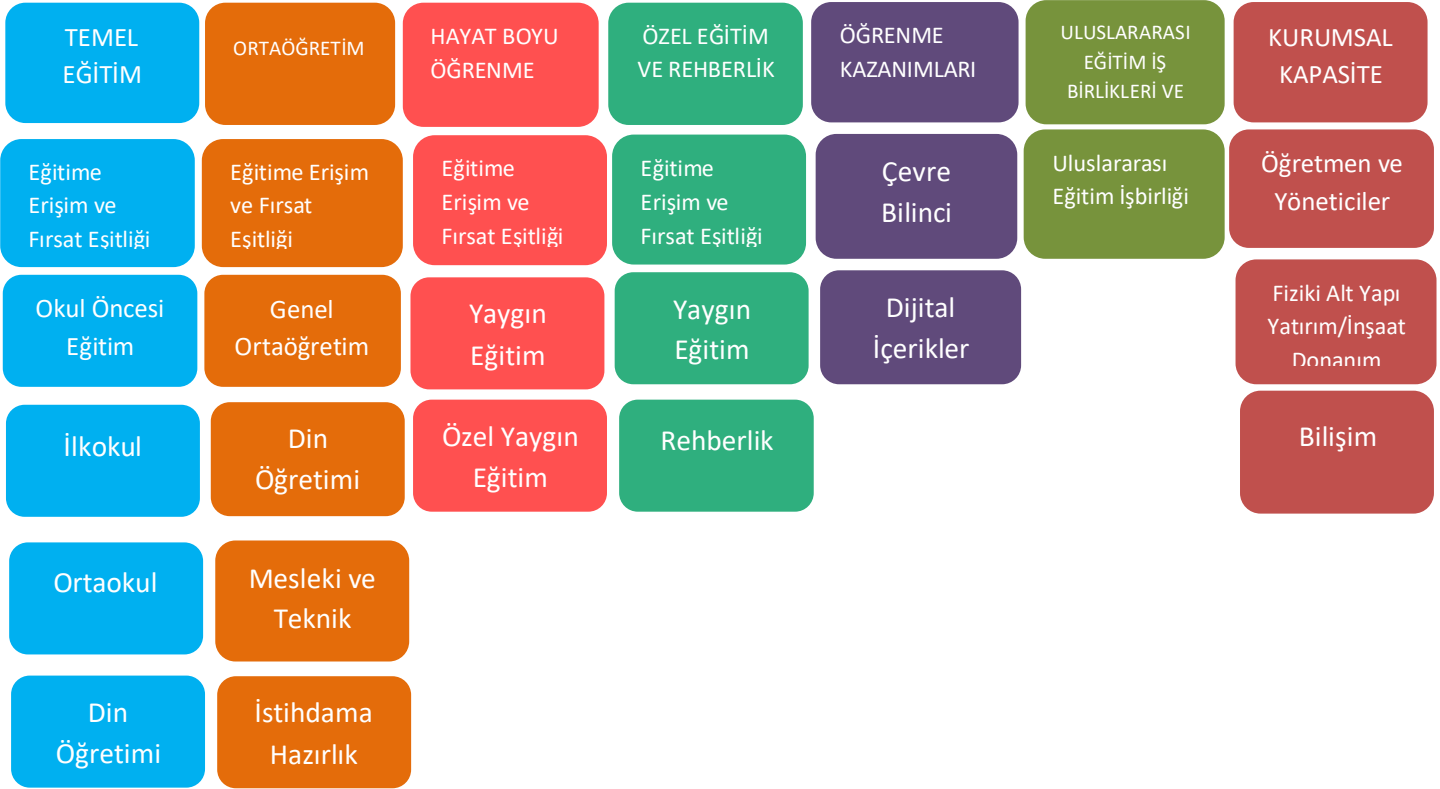 TEMEL
EĞİTİM
ORTAÖĞRETİM
HAYAT BOYU
ÖĞRENME
ÖZEL EĞİTİM
VE REHBERLİK
ÖĞRENME
KAZANIMLARI
ULUSLARARASI
EĞİTİM İŞ
BİRLİKLERİ VE
KURUMSAL
KAPASİTE
Eğitime
Erişim ve
Fırsat Eşitliği
Eğitime Erişim
ve Fırsat
Eşitliği
Eğitime
Erişim ve
Fırsat Eşitliği
Eğitime
Erişim ve
Fırsat Eşitliği
Çevre
Bilinci
Uluslararası
Eğitim İşbirliği
Öğretmen ve
Yöneticiler
Okul Öncesi
Eğitim
Genel
Ortaöğretim
Yaygın
Eğitim
Yaygın
Eğitim
Dijital
İçerikler
Fiziki Alt Yapı
Yatırım/İnşaat
Donanım
İlkokul
Din
Öğretimi
Özel Yaygın
Eğitim
Rehberlik
Bilişim
Ortaokul
Mesleki ve
Teknik
Din
Öğretimi
İstihdama
Hazırlık